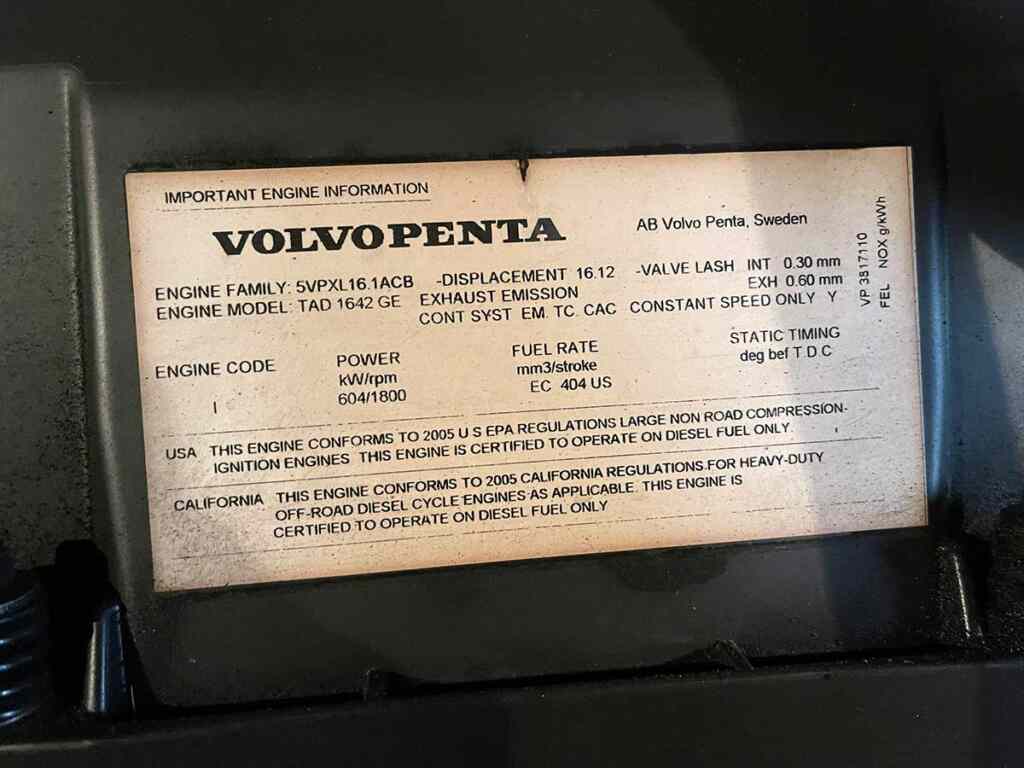 IMPORTANT ENGINE INFORMATION
VOLVO PENTA
AB Volvo Penta, Sweden
ENGINE FAMILY: 5VPXL16.1ACB -DISPLACEMENT 16.12 -VALVE LASH INT 0.30 mm
EXH 0.60 mm
ENGINE MODEL: TAD 1642 GE EXHAUST EMISSION
CONT SYST EM. TC. CAC CONSTANT SPEED ONLY Y
VP 3817110
FEL NOX g/kWh
ENGINE CODE POWER FUEL RATE STATIC TIMING
kW/rpm mm3/stroke deg bef T D C
I 604/1800 EC 404 US
USA THIS ENGINE CONFORMS TO 2005 U S EPA REGULATIONS LARGE NON ROAD COMPRESSION-
IGNITION ENGINES THIS ENGINE IS CERTIFIED TO OPERATE ON DIESEL FUEL ONLY.
CALIFORNIA THIS ENGINE CONFORMS TO 2005 CALIFORNIA REGULATIONS FOR HEAVY-DUTY
OFF-ROAD DIESEL CYCLE ENGINES AS APPLICABLE. THIS ENGINE IS
CERTIFIED TO OPERATE ON DIESEL FUEL ONLY